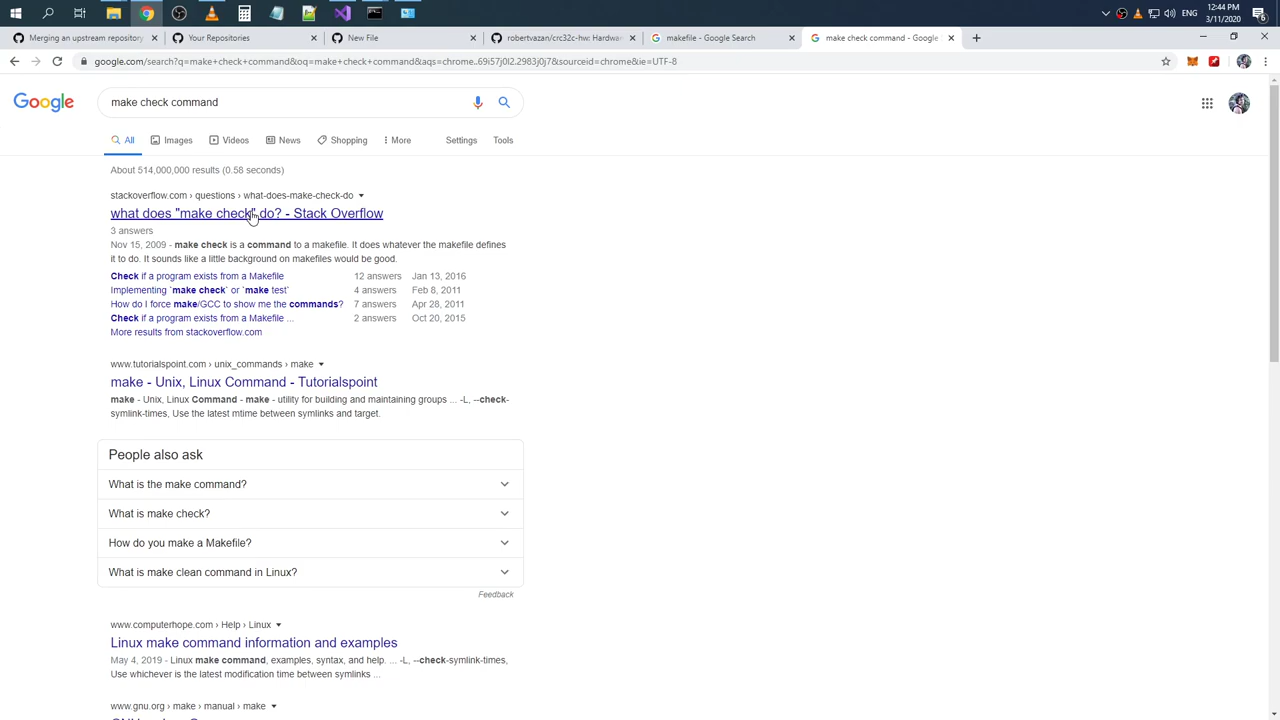 12:44 PM
ENG
3/11/2020
6
Merging an upstream repository
Your Repositories
New File
robertvazan/crc32c-hw: Hardwar
makefile - Google Search
make check command - Google
google.com/search?q=make+check+command&oq=make+check+command&aqs=chrome..69i57j0l2.2983j0j7&sourceid=chrome&ie=UTF-8
Google
make check command
All
Images
Videos
News
Shopping
More
Settings
Tools
About 514,000,000 results (0.58 seconds)
stackoverflow.com › questions › what-does-make-check-do
what does "make check" do? - Stack Overflow
3 answers
Nov 15, 2009 - make check is a command to a makefile. It does whatever the makefile defines
it to do. It sounds like a little background on makefiles would be good.
Check if a program exists from a Makefile 12 answers Jan 13, 2016
Implementing `make check` or `make test` 4 answers Feb 8, 2011
How do I force make/GCC to show me the commands? 7 answers Apr 28, 2011
Check if a program exists from a Makefile ... 2 answers Oct 20, 2015
More results from stackoverflow.com
www.tutorialspoint.com › unix_commands › make
make - Unix, Linux Command - Tutorialspoint
make - Unix, Linux Command - make - utility for building and maintaining groups ... -L, --check-
symlink-times, Use the latest mtime between symlinks and target.
People also ask
What is the make command?
What is make check?
How do you make a Makefile?
What is make clean command in Linux?
Feedback
www.computerhope.com › Help › Linux
Linux make command information and examples
May 4, 2019 - Linux make command, examples, syntax, and help. ... -L, --check-symlink-times,
Use whichever is the latest modification time between symlinks ...
www.gnu.org › make › manual › make